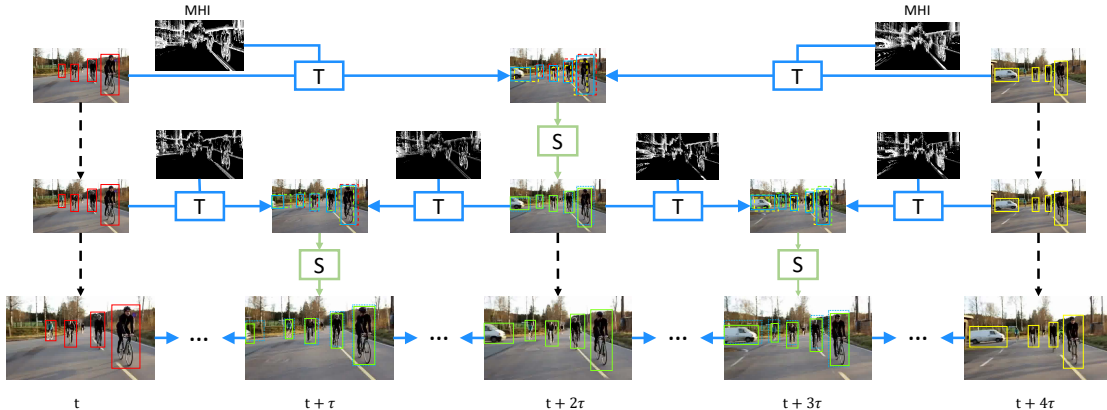 MHI MHI
T T
S
T T T T
S S
... ... ... ...
t t + τ t + 2τ t + 3τ t + 4τ